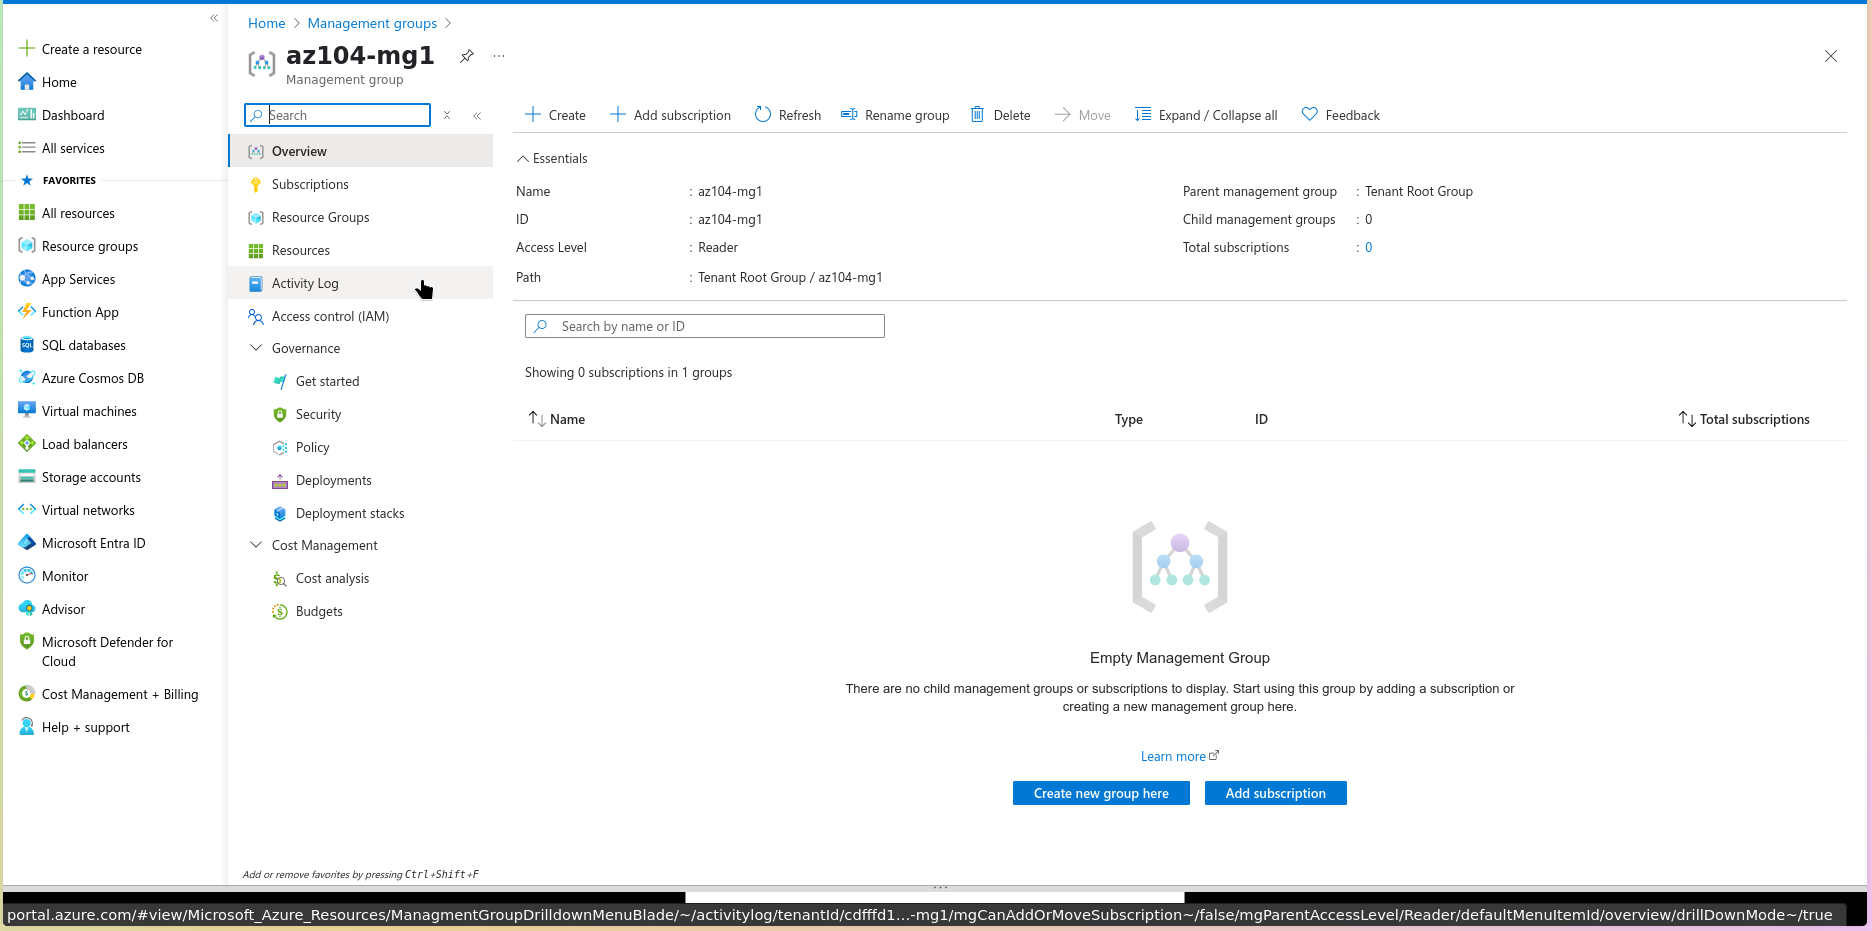 Home > Management groups >
az104-mg1
Management group
Create a resource
Home
Dashboard
All services
FAVORITES
All resources
Resource groups
App Services
Function App
SQL databases
Azure Cosmos DB
Virtual machines
Load balancers
Storage accounts
Virtual networks
Microsoft Entra ID
Monitor
Advisor
Microsoft Defender for
Cloud
Cost Management + Billing
Help + support
Search
Overview
Subscriptions
Resource Groups
Resources
Activity Log
Access control (IAM)
Governance
Get started
Security
Policy
Deployments
Deployment stacks
Cost Management
Cost analysis
Budgets
Add or remove favorites by pressing Ctrl+Shift+F
Create Add subscription Refresh Rename group Delete Move Expand / Collapse all Feedback
Essentials
Name : az104-mg1
ID : az104-mg1
Access Level : Reader
Path : Tenant Root Group / az104-mg1
Parent management group : Tenant Root Group
Child management groups : 0
Total subscriptions : 0
Search by name or ID
Showing 0 subscriptions in 1 groups
Name Type ID Total subscriptions
Empty Management Group
There are no child management groups or subscriptions to display. Start using this group by adding a subscription or
creating a new management group here.
Learn more
Create new group here Add subscription
portal.azure.com/#view/Microsoft_Azure_Resources/ManagmentGroupDrilldownMenuBlade/~/activitylog/tenantId/cdfffd1...-mg1/mgCanAddOrMoveSubscription~/false/mgParentAccessLevel/Reader/defaultMenuItemId/overview/drillDownMode~/true